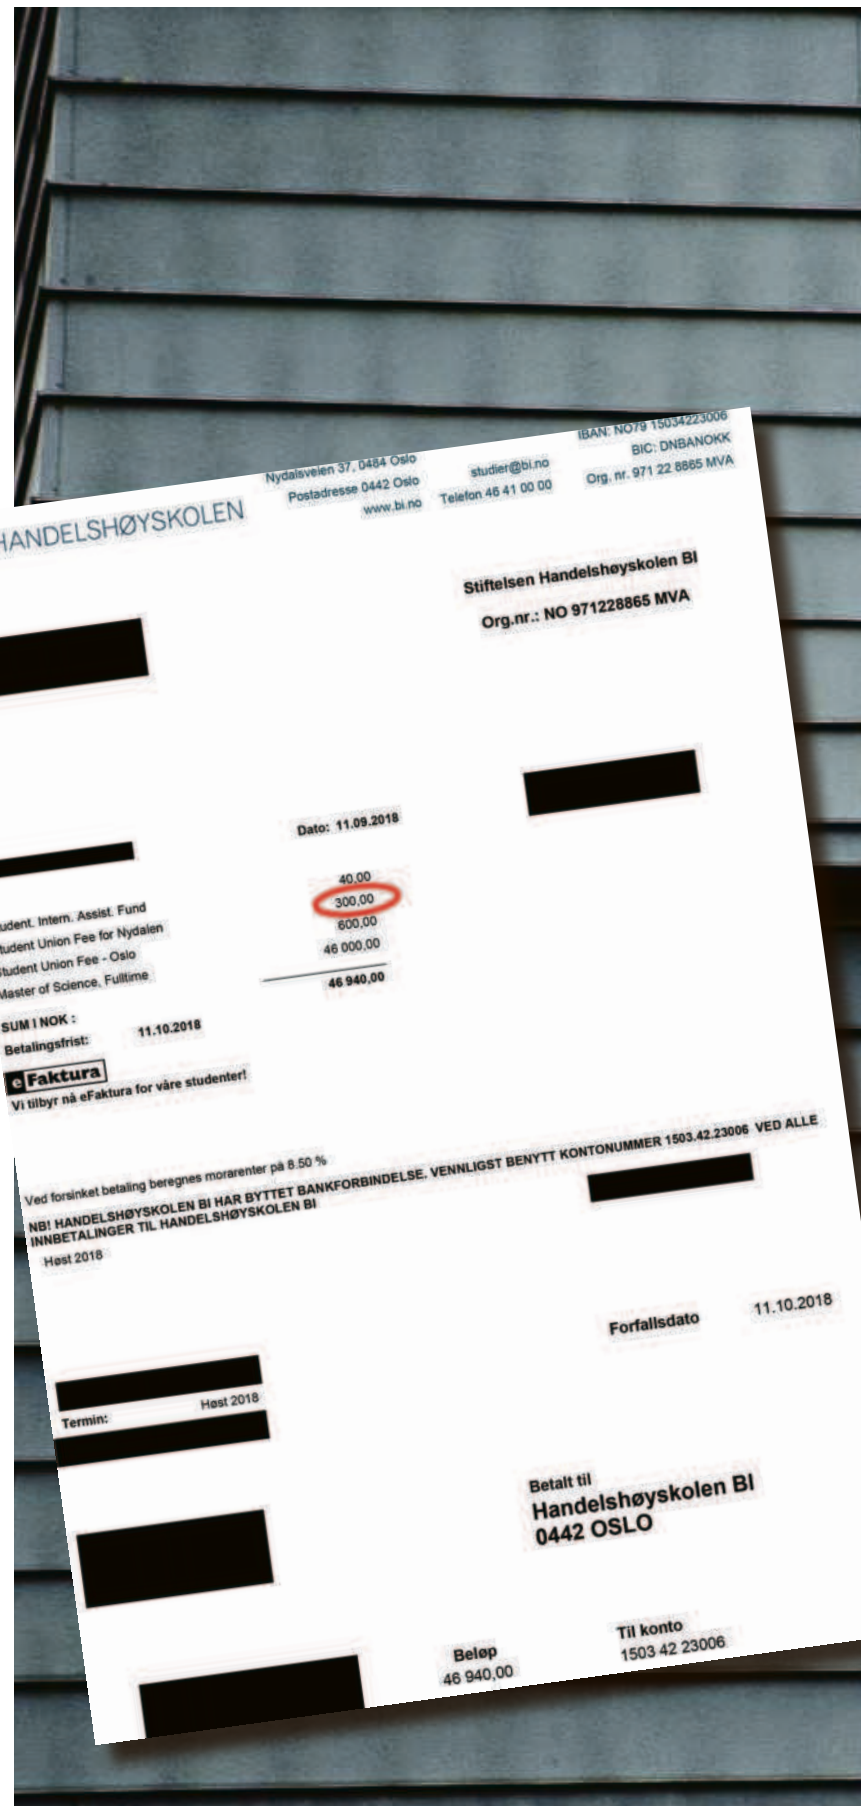 HANDELSHØYSKOLEN
Nydalsveien 37, 0484 Oslo
Postadresse 0442 Oslo
www.bi.no
studier@bi.no
Telefon 46 41 00 00
IBAN: NO79 15034223006
BIC: DNBANOKK
Org. nr. 971 22 8865 MVA
Stiftelsen Handelshøyskolen BI
Org.nr.: NO 971228865 MVA
Dato: 11.09.2018
udent. Intern. Assist. Fund 40,00
tudent Union Fee for Nydalen 300,00
Student Union Fee - Oslo 600,00
Master of Science, Fulltime 46 000,00
SUM I NOK : 46 940,00
Betalingsfrist: 11.10.2018
e Faktura
Vi tilbyr nå eFaktura for våre studenter!
Ved forsinket betaling beregnes morarenter på 8.50 %
NB! HANDELSHØYSKOLEN BI HAR BYTTET BANKFORBINDELSE. VENNLIGST BENYTT KONTONUMMER 1503.42.23006 VED ALLE
INNBETALINGER TIL HANDELSHØYSKOLEN BI
Høst 2018
Forfallsdato 11.10.2018
Termin: Høst 2018
Betalt til
Handelshøyskolen BI
0442 OSLO
Beløp
46 940,00
Til konto
1503 42 23006